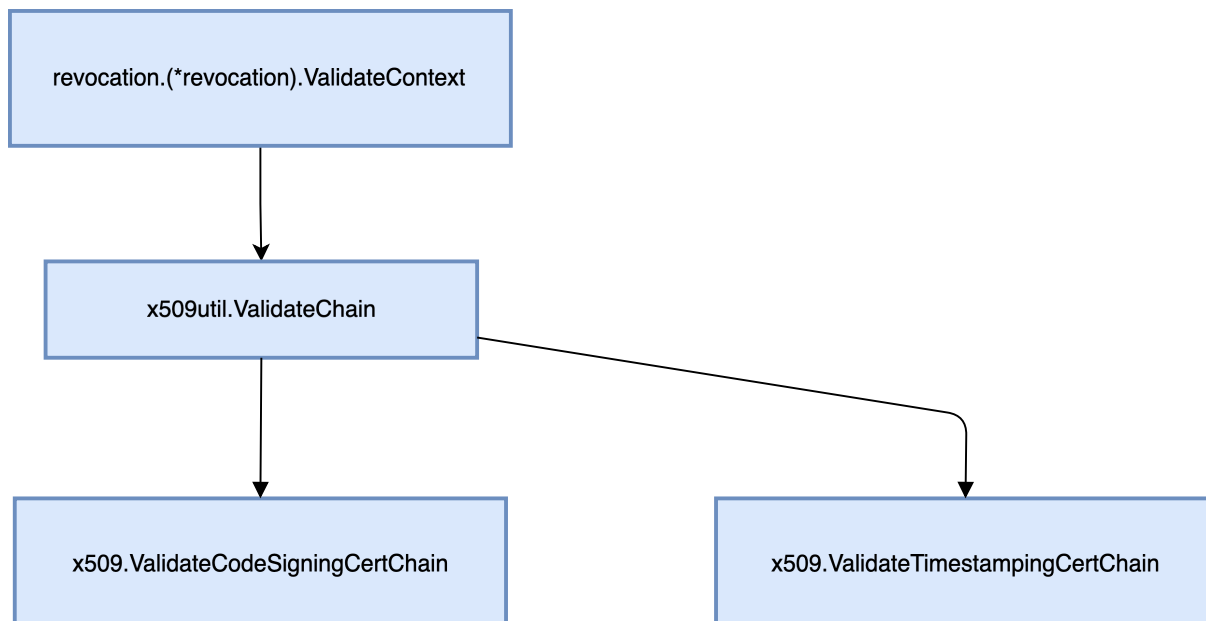 revocation.(*revocation).ValidateContext
x509util.ValidateChain
x509.ValidateCodeSigningCertChain
x509.ValidateTimestampingCertChain